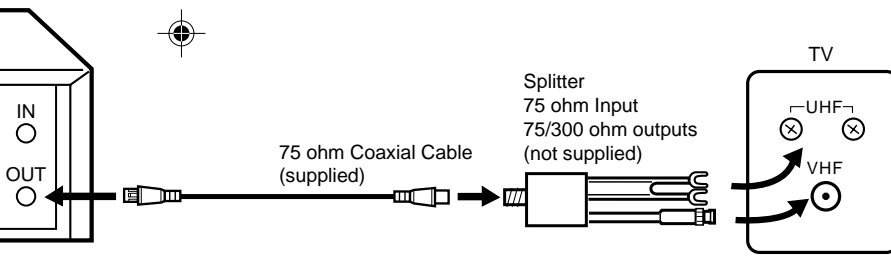 IN
OUT
75 ohm Coaxial Cable
(supplied)
Splitter
75 ohm Input
75/300 ohm outputs
(not supplied)
TV
UHF
VHF